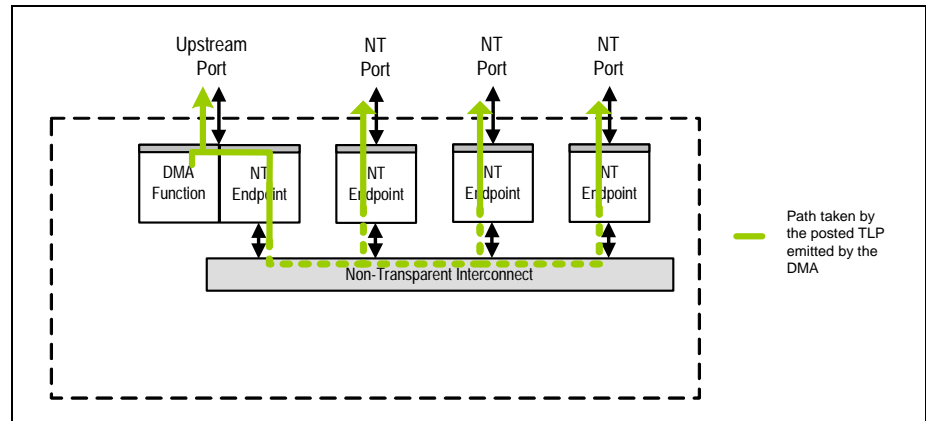 Upstream
Port
NT
Port
NT
Port
NT
Port
DMA
Function
NT
Endpoint
NT
Endpoint
NT
Endpoint
NT
Endpoint
Non-Transparent Interconnect
Path taken by
the posted TLP
emitted by the
DMA